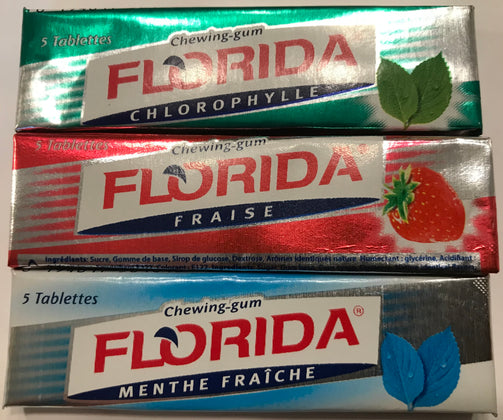 5 Tablettes
Chewing-gum
FLORIDA
CHLOROPHYLLE
5 Tablettes
Chewing-gum
FLORIDA®
FRAISE
Ingrédients: Sucre, Gomme de base, Sirop de glucose, Dextrose, Arômes identiques nature. Humectant: glycérine, Acidifiant:
5 Tablettes
Chewing-gum
FLORIDA®
MENTHE FRAÎCHE